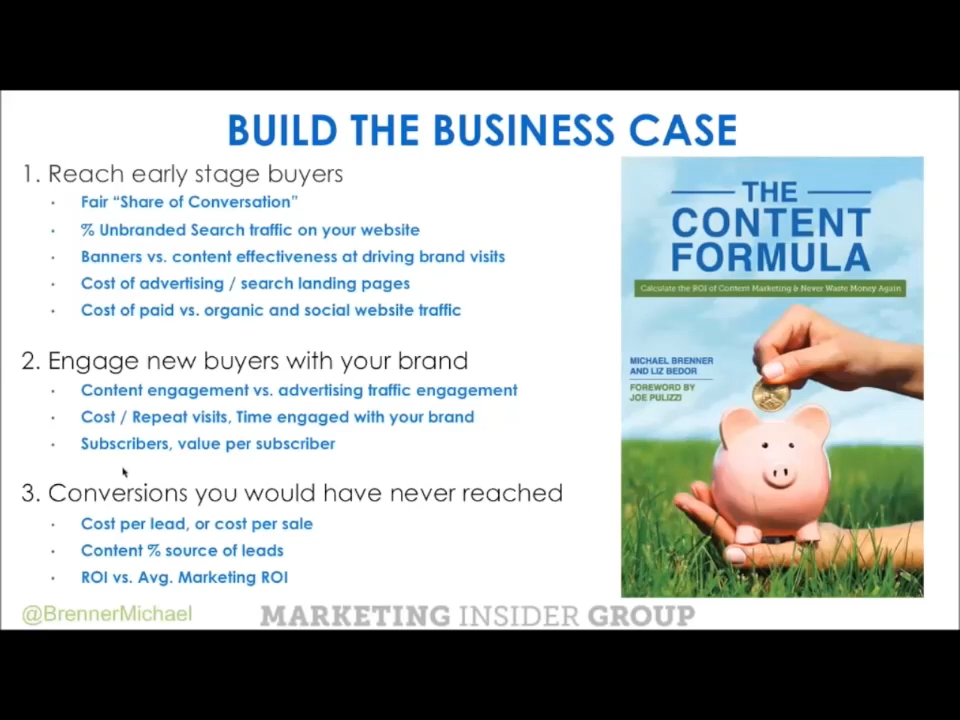 BUILD THE BUSINESS CASE
1. Reach early stage buyers
· Fair “Share of Conversation”
· % Unbranded Search traffic on your website
· Banners vs. content effectiveness at driving brand visits
· Cost of advertising / search landing pages
· Cost of paid vs. organic and social website traffic
2. Engage new buyers with your brand
· Content engagement vs. advertising traffic engagement
· Cost / Repeat visits, Time engaged with your brand
· Subscribers, value per subscriber
3. Conversions you would have never reached
· Cost per lead, or cost per sale
· Content % source of leads
· ROI vs. Avg. Marketing ROI
THE
CONTENT
FORMULA
Calculate the ROI of Content Marketing & Never Waste Money Again
MICHAEL BRENNER
AND LIZ BEDOR
FOREWORD BY
JOE PULIZZI
@BrennerMichael
MARKETING INSIDER GROUP